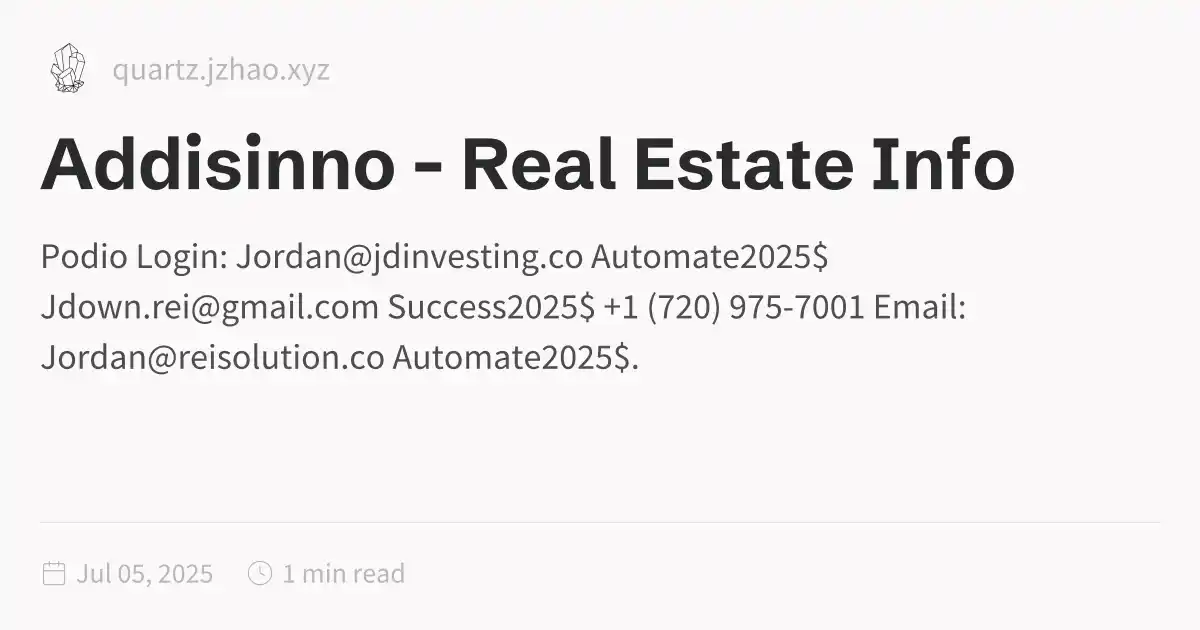 quartz.jzhao.xyz
Addisinno - Real Estate Info
Podio Login: Jordan@jdinvesting.co Automate2025$
Jdown.rei@gmail.com Success2025$ +1 (720) 975-7001 Email:
Jordan@reisolution.co Automate2025$.
Jul 05, 2025 1 min read